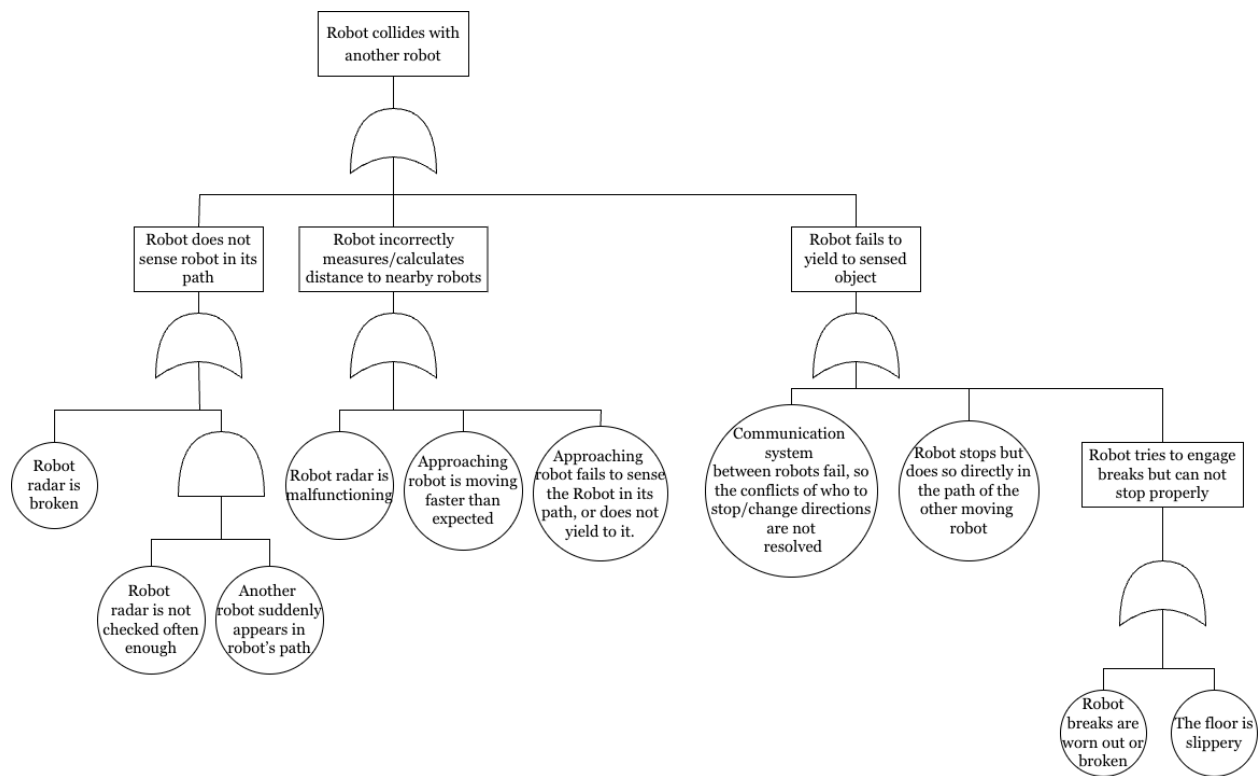 Robot collides with
another robot
Robot does not
sense robot in its
path
Robot incorrectly
measures/calculates
distance to nearby robots
Robot fails to
yield to sensed
object
Robot
radar is
broken
Robot radar is
malfunctioning
Approaching
robot is moving
faster than
expected
Approaching
robot fails to sense
the Robot in its
path, or does not
yield to it.
Communication
system
between robots fail, so
the conflicts of who to
stop/change directions
are not
resolved
Robot stops but
does so directly in
the path of the
other moving
robot
Robot tries to engage
breaks but can not
stop properly
Robot
radar is not
checked often
enough
Another
robot suddenly
appears in
robot’s path
Robot
breaks are
worn out or
broken
The floor is
slippery